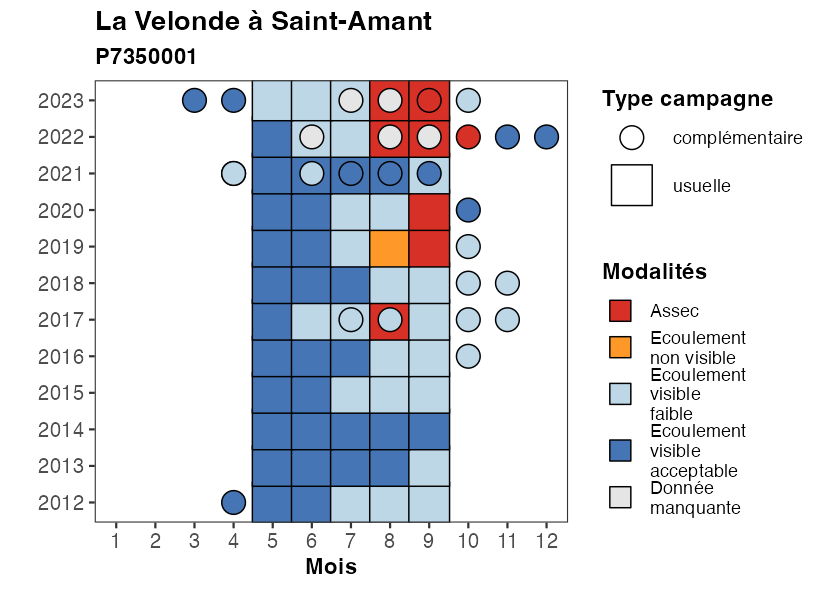 La Velonde à Saint-Amant
P7350001
2023
2022
2021
2020
2019
2018
2017
2016
2015
2014
2013
2012
1 2 3 4 5 6 7 8 9 10 11 12
Mois
Type campagne
complémentaire
usuelle
Modalités
Assec
Ecoulement
non visible
Ecoulement
visible
faible
Ecoulement
visible
acceptable
Donnée
manquante